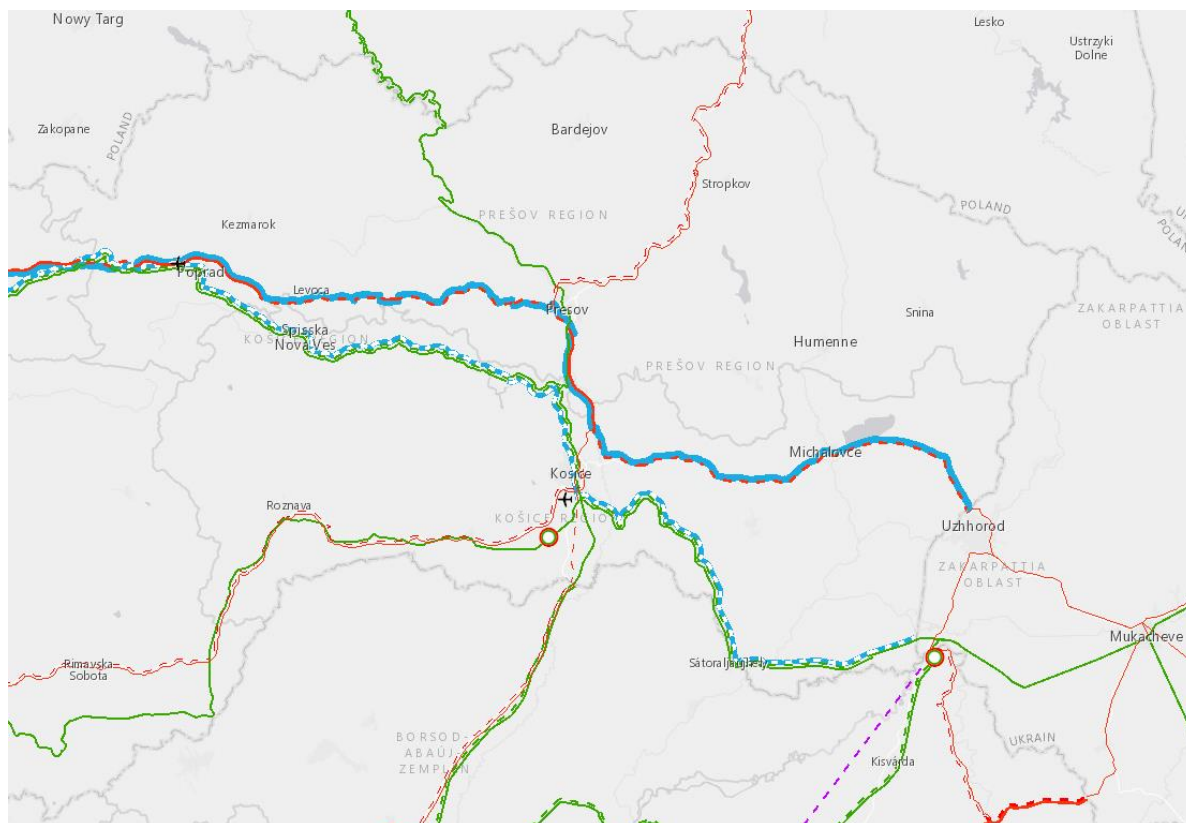 Nowy Targ
Lesko
Ustrzyki
Dolne
Zakopane
POLAND
Bardejov
Stropkov
POLAND
POLAND
Kezmarok
PREŠOV REGION
Poprad
Levoca
Presov
Snina
ZAKARPATTIA
OBLAST
Spisska
Nova Ves
Humenne
PREŠOV REGION
Michalovce
Kosice
Roznava
KOŠICE REGION
Uzhhorod
ZAKARPATTIA
OBLAST
Mukacheve
Rimavska
Sobota
Sátoraljaújhely
BORSOD-
ABAÚJ-
ZEMPLÉN
UKRAIN
Kisvárda